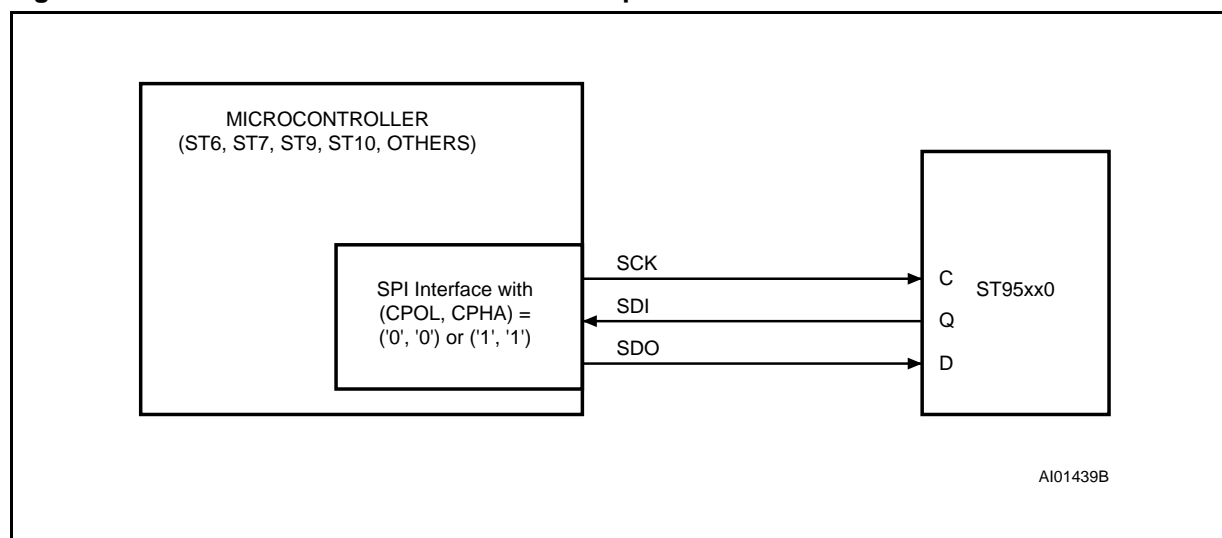 MICROCONTROLLER
(ST6, ST7, ST9, ST10, OTHERS)
SPI Interface with
(CPOL, CPHA) =
('0', '0') or ('1', '1')
SCK
SDI
SDO
C
Q
D
ST95xx0
AI01439B